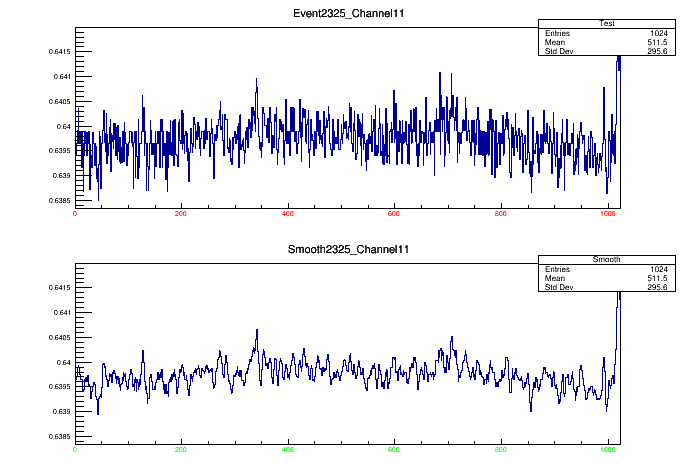 Event2325_Channel11
Test
Entries 1024
Mean 511.5
Std Dev 295.6
0.6415
0.641
0.6405
0.64
0.6395
0.639
0.6385
0 200 400 600 800 1000
Smooth2325_Channel11
Smooth
Entries 1024
Mean 511.5
Std Dev 295.6
0.6415
0.641
0.6405
0.64
0.6395
0.639
0.6385
0 200 400 600 800 1000